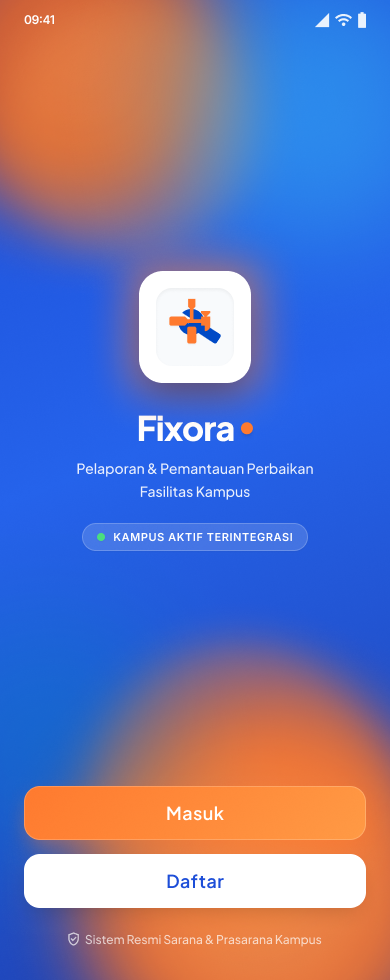 09:41
Fixora
Pelaporan & Pemantauan Perbaikan
Fasilitas Kampus
KAMPUS AKTIF TERINTEGRASI
Masuk
Daftar
Sistem Resmi Sarana & Prasarana Kampus